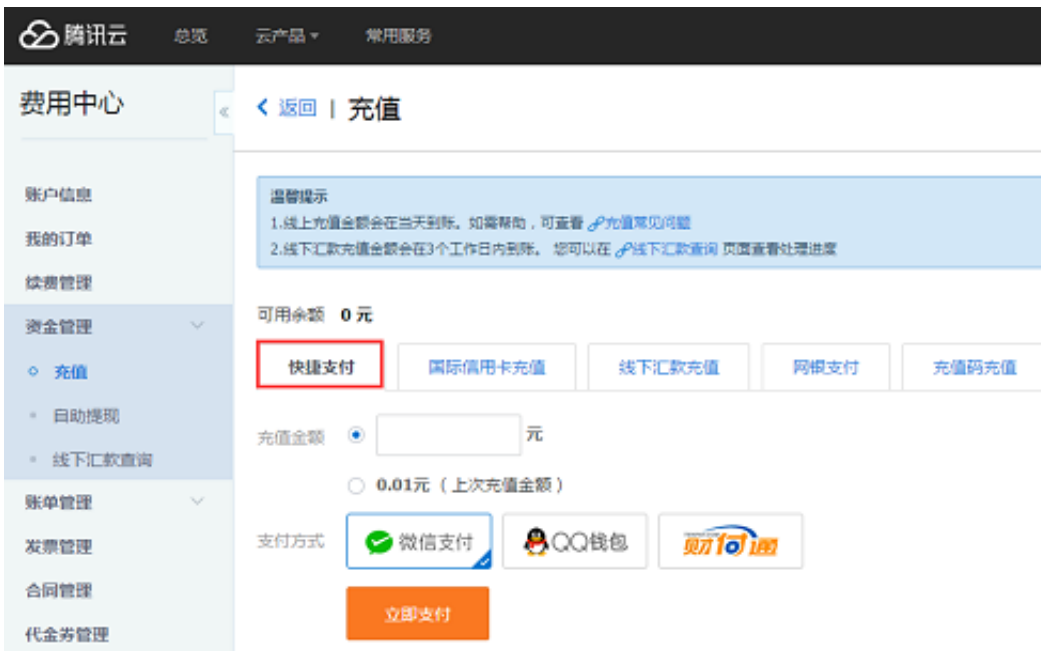 腾讯云 总览 云产品 常用服务
费用中心
«
返回 | 充值
账户信息
我的订单
续费管理
资金管理
充值
自助提现
线下汇款查询
账单管理
发票管理
合同管理
代金券管理
温馨提示
1.线上充值金额会在当天到账。如需帮助，可查看 充值常见问题
2.线下汇款充值金额会在3个工作日内到账。 您可以在 线下汇款查询 页面查看处理进度
可用余额 0 元
快捷支付 国际信用卡充值 线下汇款充值 网银支付 充值码充值
充值金额 元
0.01元（上次充值金额）
支付方式 微信支付 QQ钱包 财付通
立即支付